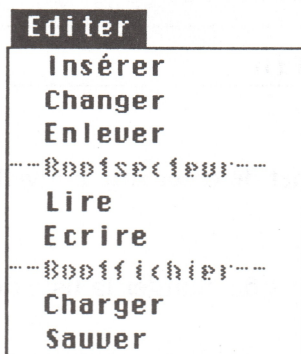 Editer
Insérer
Changer
Enlever
--Bootsecteur--
Lire
Ecrire
--Bootfichier--
Charger
Sauver